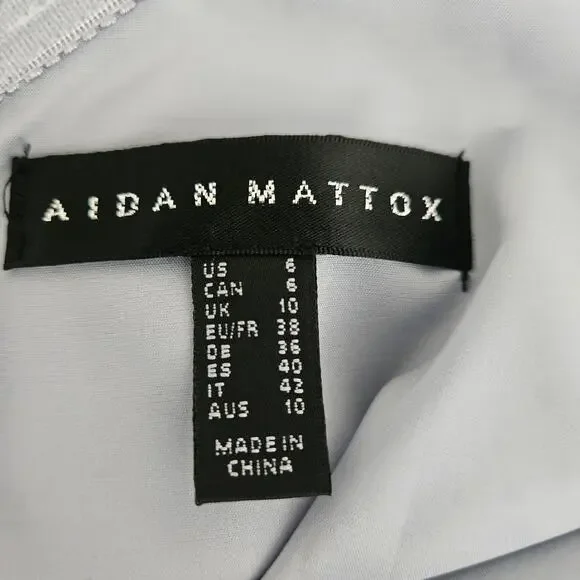 AIDAN MATTOX
US 6
CAN 6
UK 10
EU/FR 38
DE 36
ES 40
IT 42
AUS 10
MADE IN
CHINA